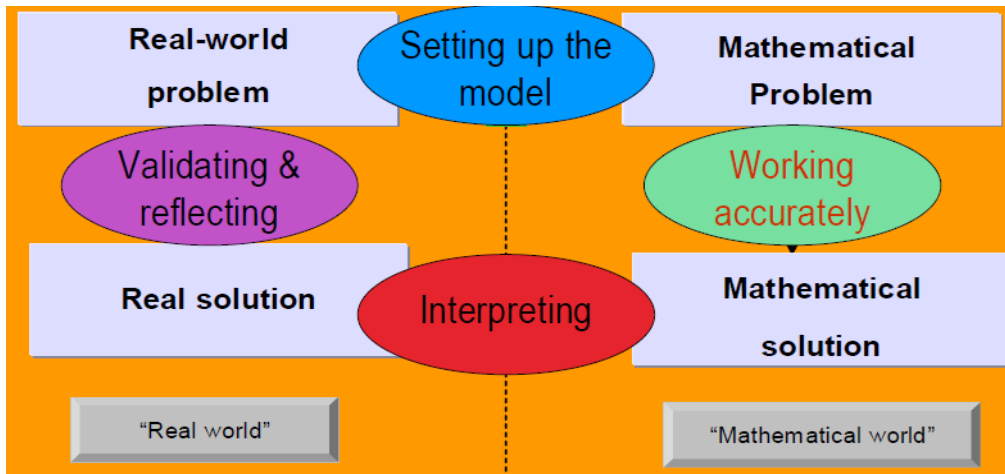 Real-world
problem
Setting up the
model
Mathematical
Problem
Validating &
reflecting
Working
accurately
Real solution
Interpreting
Mathematical
solution
“Real world”
“Mathematical world”